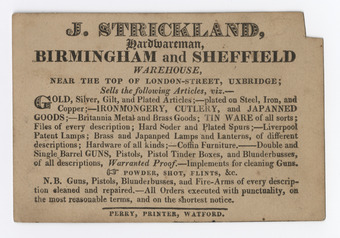 J. STRICKLAND,
Hardwareman,
BIRMINGHAM and SHEFFIELD
WAREHOUSE,
NEAR THE TOP OF LONDON-STREET, UXBRIDGE;
Sells the following Articles, viz.—
GOLD, Silver, Gilt, and Plated Articles;—plated on Steel, Iron, and
Copper;—IRONMONGERY, CUTLERY, and JAPANNED
GOODS;—Britannia Metal and Brass Goods; TIN WARE of all sorts;
Files of every description; Hard Soder and Plated Spurs;—Liverpool
Patent Lamps; Brass and Japanned Lamps and Lanterns, of different
descriptions; Hardware of all kinds;—Coffin Furniture.——Double and
Single Barrel GUNS, Pistols, Pistol Tinder Boxes, and Blunderbusses,
of all descriptions, Warranted Proof.—Implements for cleaning Guns.
☞ POWDER, SHOT, FLINTS, &c.
N.B. Guns, Pistols, Blunderbusses, and Fire-Arms of every descrip-
tion cleaned and repaired.—All Orders executed with punctuality, on
the most reasonable terms, and on the shortest notice.
PERRY, PRINTER, WATFORD.